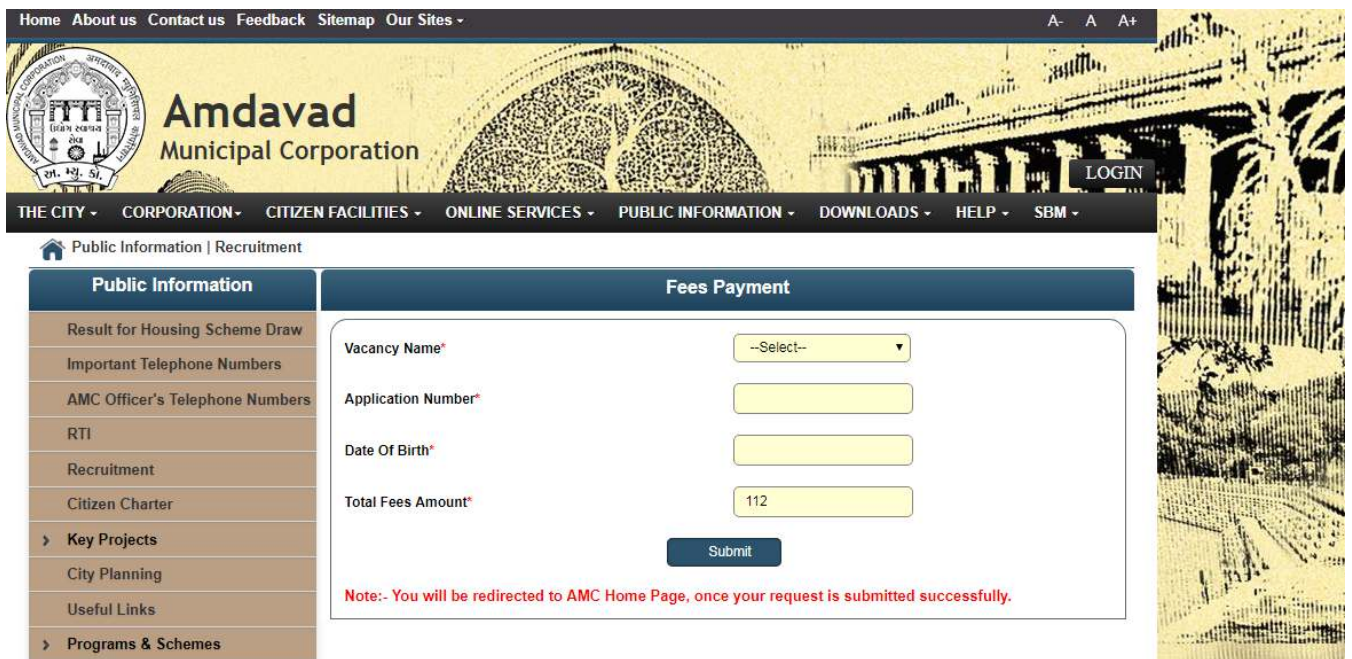 Home About us Contact us Feedback Sitemap Our Sites
A- A A+
Amdavad
Municipal Corporation
અ. મ્યુ. કો.
LOGIN
THE CITY CORPORATION CITIZEN FACILITIES ONLINE SERVICES PUBLIC INFORMATION DOWNLOADS HELP SBM
Public Information | Recruitment
Public Information
Result for Housing Scheme Draw
Important Telephone Numbers
AMC Officer's Telephone Numbers
RTI
Recruitment
Citizen Charter
Key Projects
City Planning
Useful Links
Programs & Schemes
Fees Payment
Vacancy Name*
--Select--
Application Number*
Date Of Birth*
Total Fees Amount*
112
Submit
Note:- You will be redirected to AMC Home Page, once your request is submitted successfully.